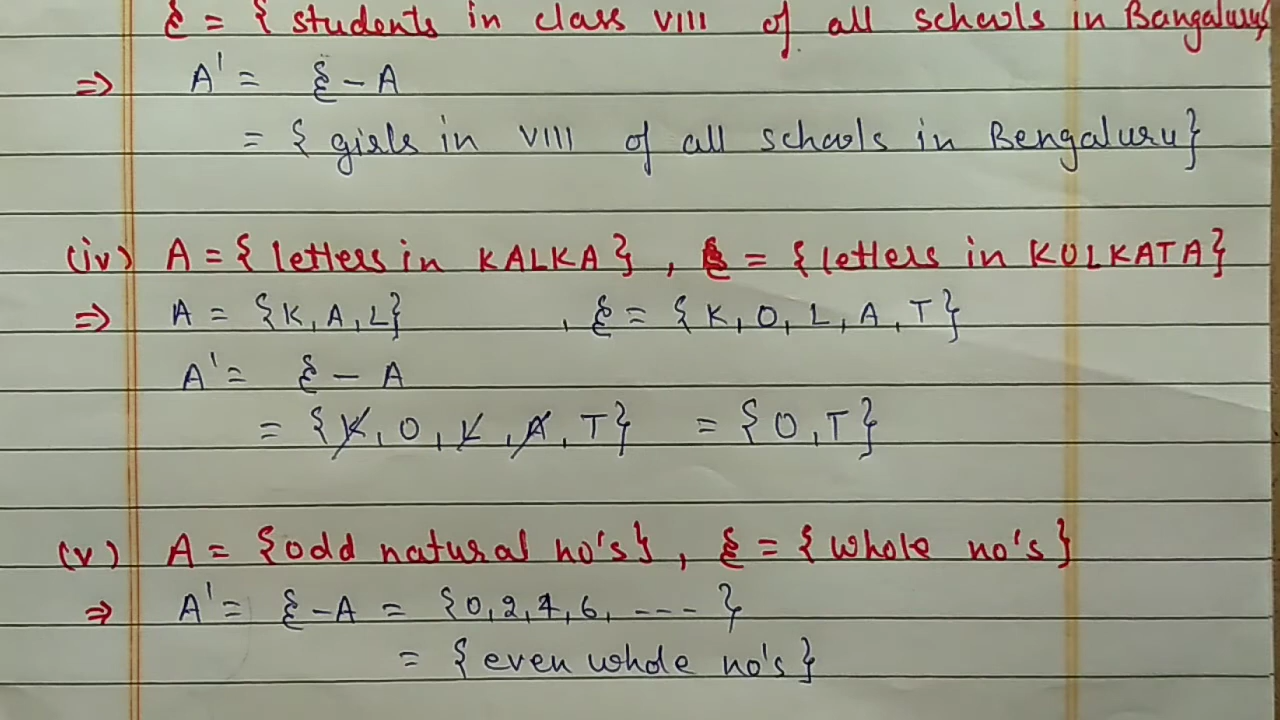 ξ = { students in class VIII of all schools in Bangaluru}
⇒ A' = ξ - A
= { girls in VIII of all schools in Bengaluru}
(iv) A = { letters in KALKA} , ξ = { letters in KOLKATA}
⇒ A = {K, A, L} , ξ = { K, O, L, A, T}
A' = ξ - A
= { K, O, L, A, T} = {O, T}
(v) A = {odd natural no's}, ξ = { whole no's}
⇒ A' = ξ - A = {0, 2, 4, 6, ---- }
= { even whole no's}